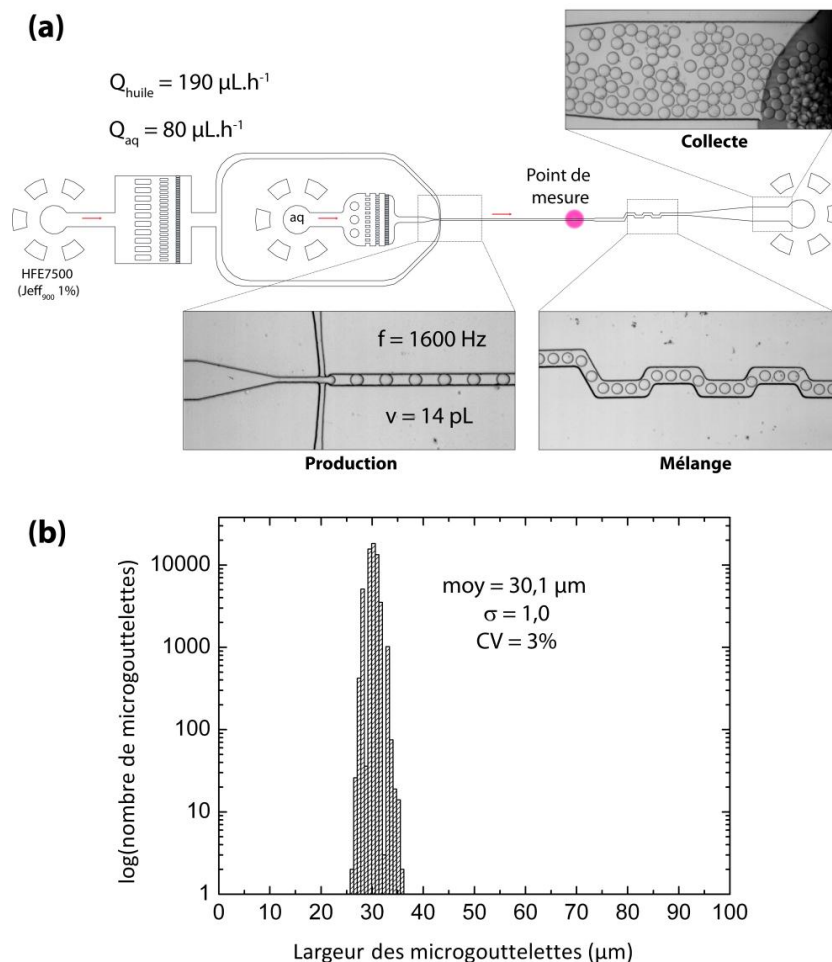 (a)
Q_huile = 190 µL.h⁻¹
Q_aq = 80 µL.h⁻¹
Collecte
Point de
mesure
aq
HFE7500
(Jeff₉₀₀ 1%)
f = 1600 Hz
v = 14 pL
Production
Mélange
(b)
log(nombre de microgouttelettes)
10000
1000
100
10
1
moy = 30,1 µm
σ = 1,0
CV = 3%
0 10 20 30 40 50 60 70 80 90 100
Largeur des microgouttelettes (µm)